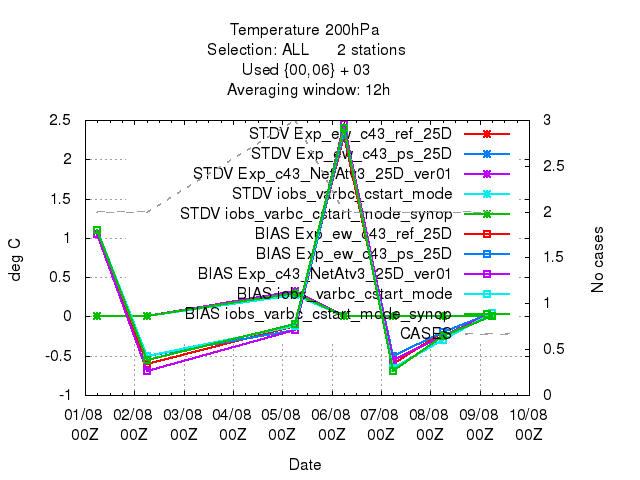 Temperature 200hPa
Selection: ALL 2 stations
Used {00,06} + 03
Averaging window: 12h
STDV Exp_ew_c43_ref_25D
STDV Exp_ew_c43_ps_25D
STDV Exp_c43_NetAtv3_25D_ver01
STDV iobs_varbc_cstart_mode
STDV iobs_varbc_cstart_mode_synop
BIAS Exp_ew_c43_ref_25D
BIAS Exp_ew_c43_ps_25D
BIAS Exp_c43_NetAtv3_25D_ver01
BIAS iobs_varbc_cstart_mode
BIAS iobs_varbc_cstart_mode_synop
CASES
2.5
2
1.5
1
0.5
0
-0.5
-1
deg C
3
2.5
2
1.5
1
0.5
0
No cases
01/08 02/08 03/08 04/08 05/08 06/08 07/08 08/08 09/08 10/08
00Z 00Z 00Z 00Z 00Z 00Z 00Z 00Z 00Z 00Z
Date